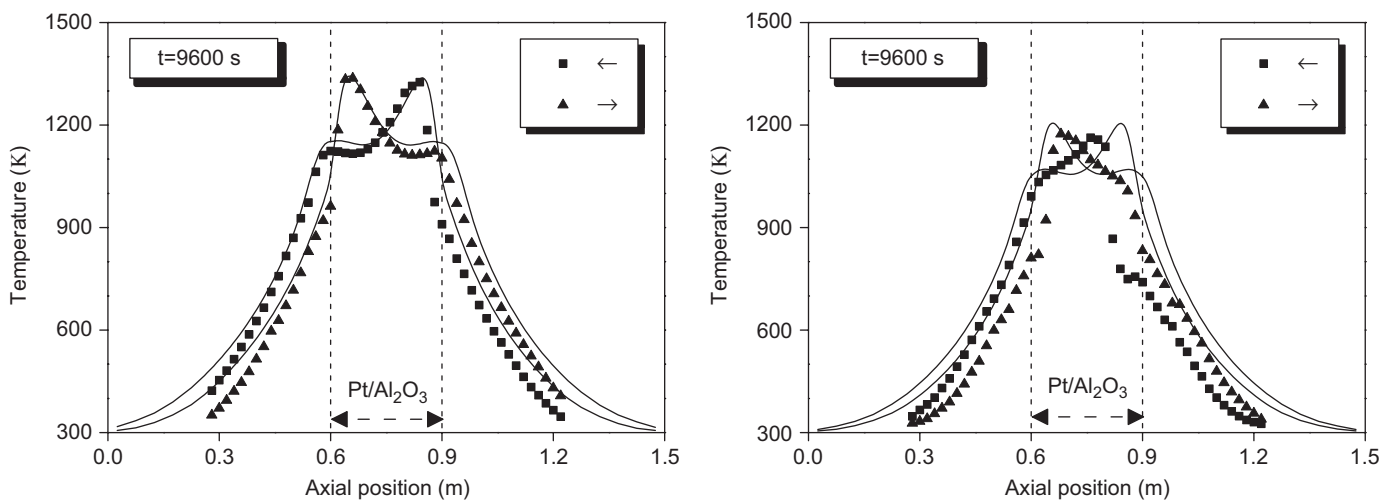 t=9600 s
←
→
Pt/Al₂O₃
1500
1200
900
600
300
0.0 0.3 0.6 0.9 1.2 1.5
Temperature (K)
Axial position (m)
t=9600 s
←
→
Pt/Al₂O₃
1500
1200
900
600
300
0.0 0.3 0.6 0.9 1.2 1.5
Temperature (K)
Axial position (m)